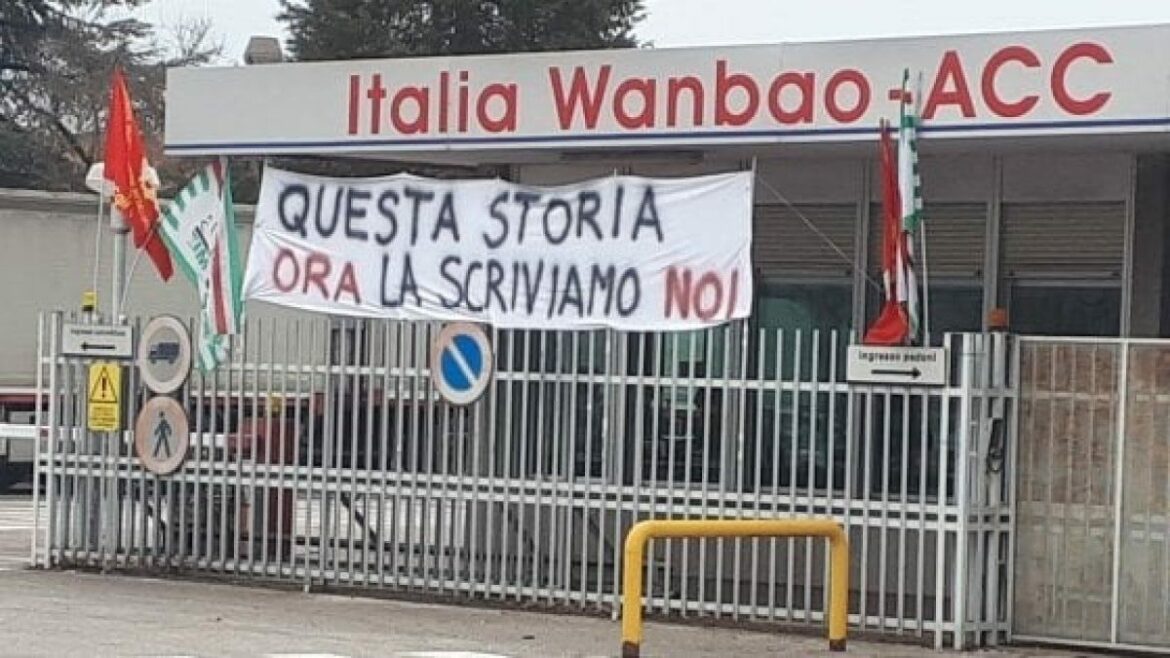 Italia Wanbao-ACC
QUESTA STORIA
ORA LA SCRIVIAMO NOI
ingresso pedoni